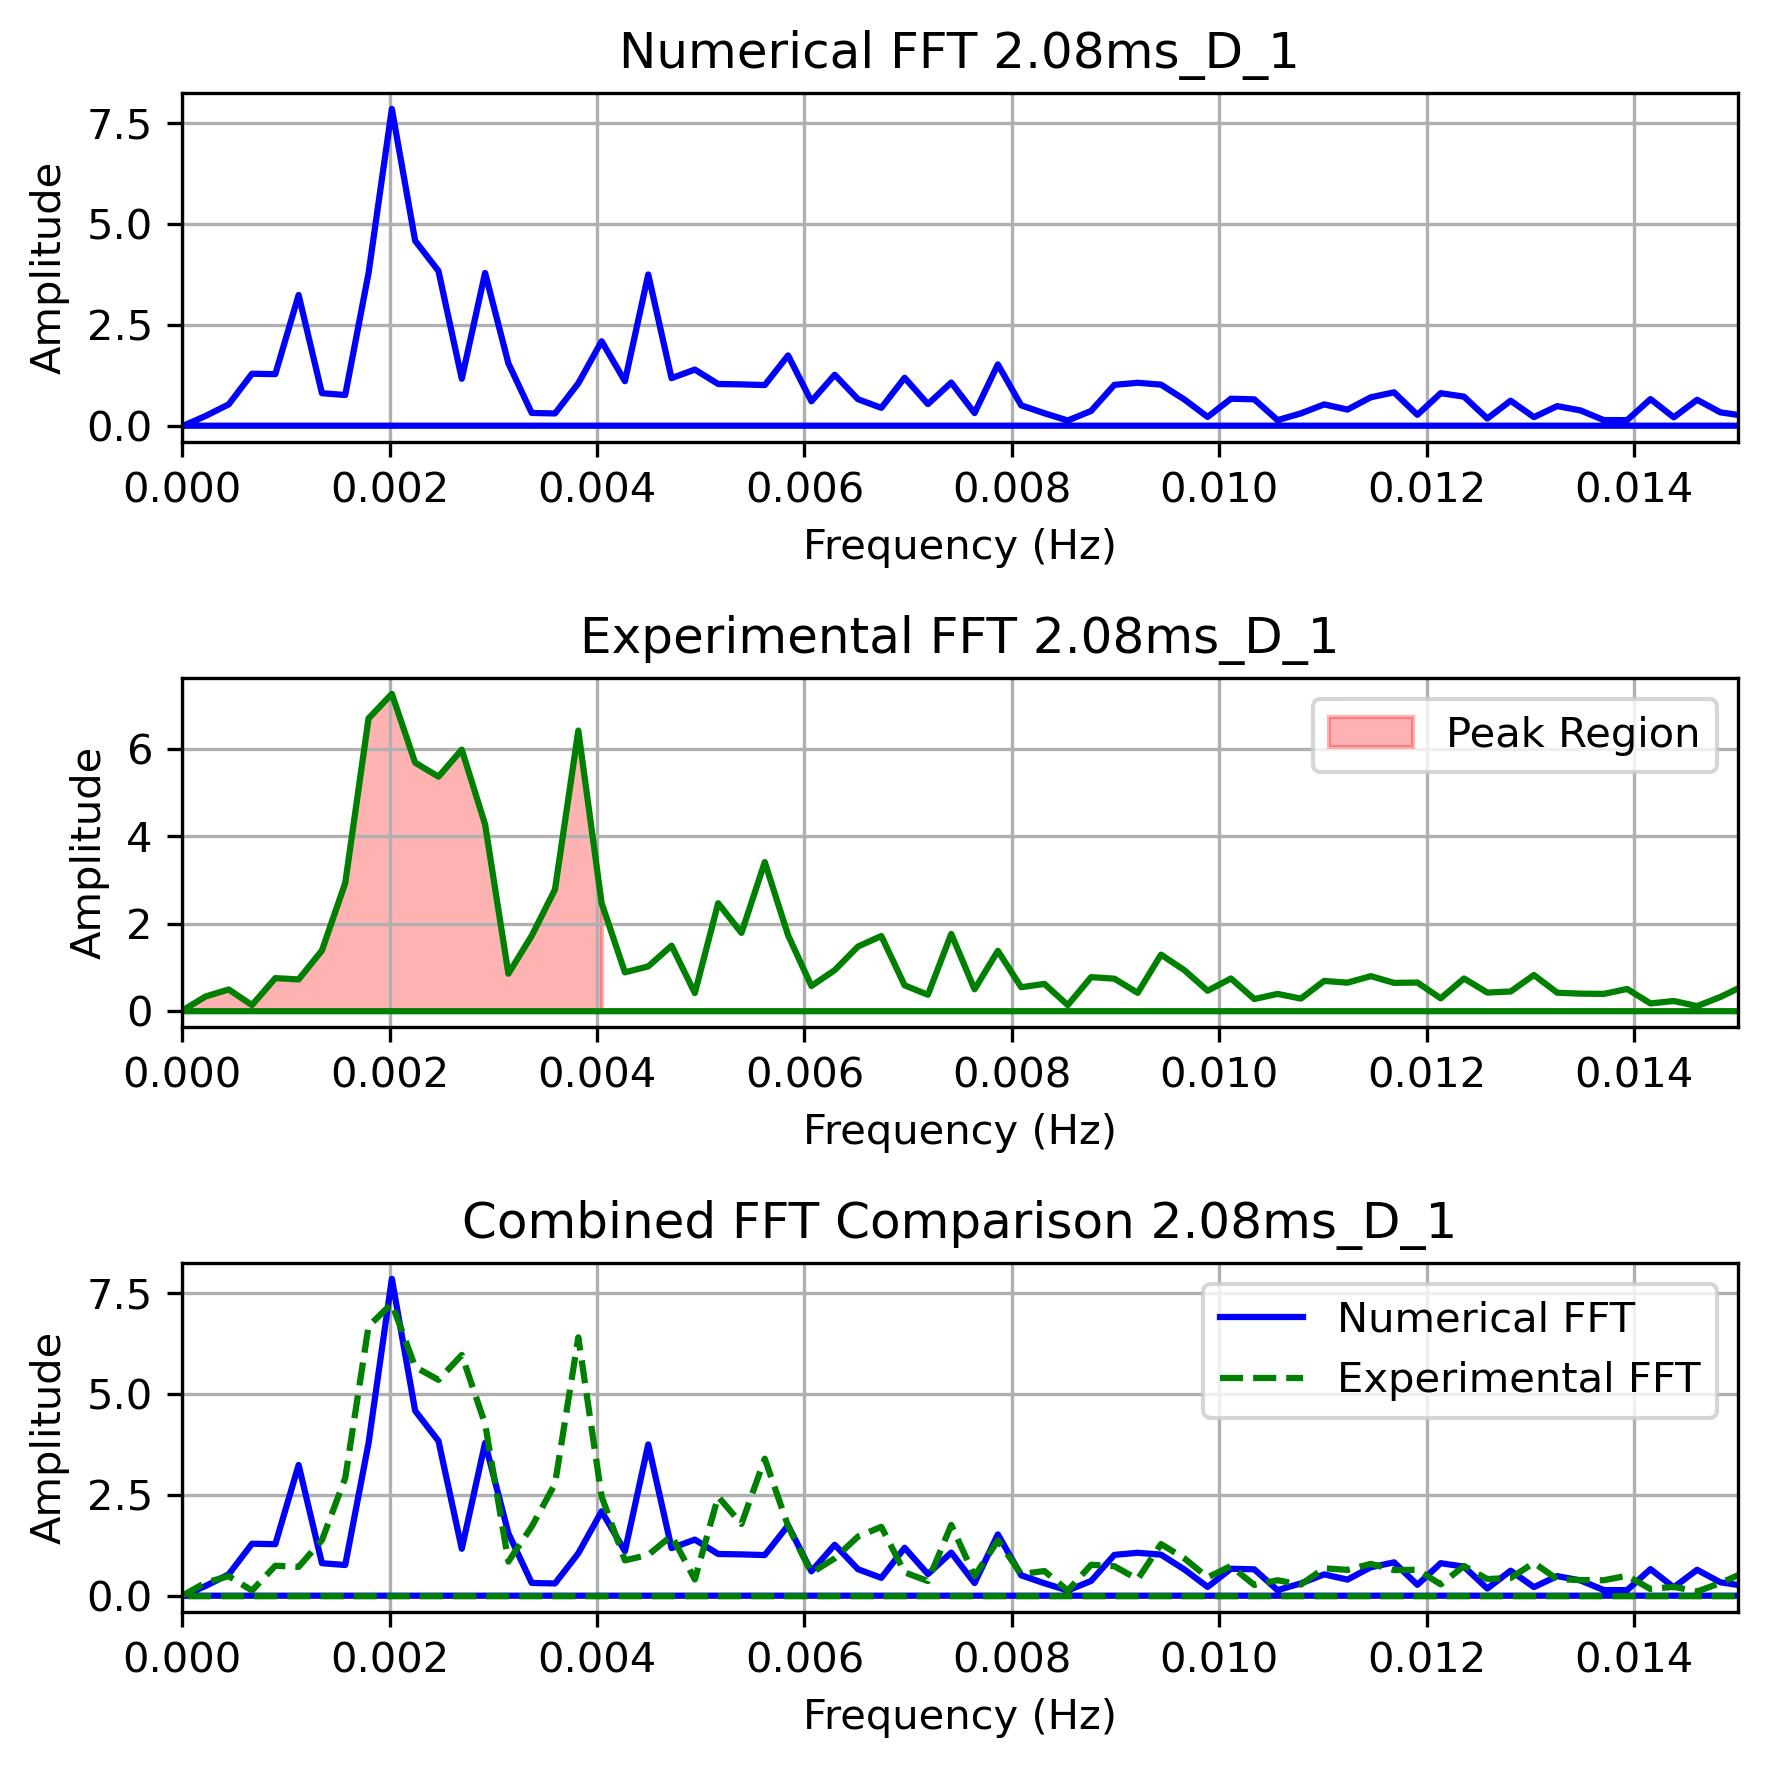 Numerical FFT 2.08ms_D_1
7.5
5.0
2.5
0.0
Amplitude
0.000 0.002 0.004 0.006 0.008 0.010 0.012 0.014
Frequency (Hz)
Experimental FFT 2.08ms_D_1
Peak Region
6
4
2
0
Amplitude
0.000 0.002 0.004 0.006 0.008 0.010 0.012 0.014
Frequency (Hz)
Combined FFT Comparison 2.08ms_D_1
Numerical FFT
Experimental FFT
7.5
5.0
2.5
0.0
Amplitude
0.000 0.002 0.004 0.006 0.008 0.010 0.012 0.014
Frequency (Hz)